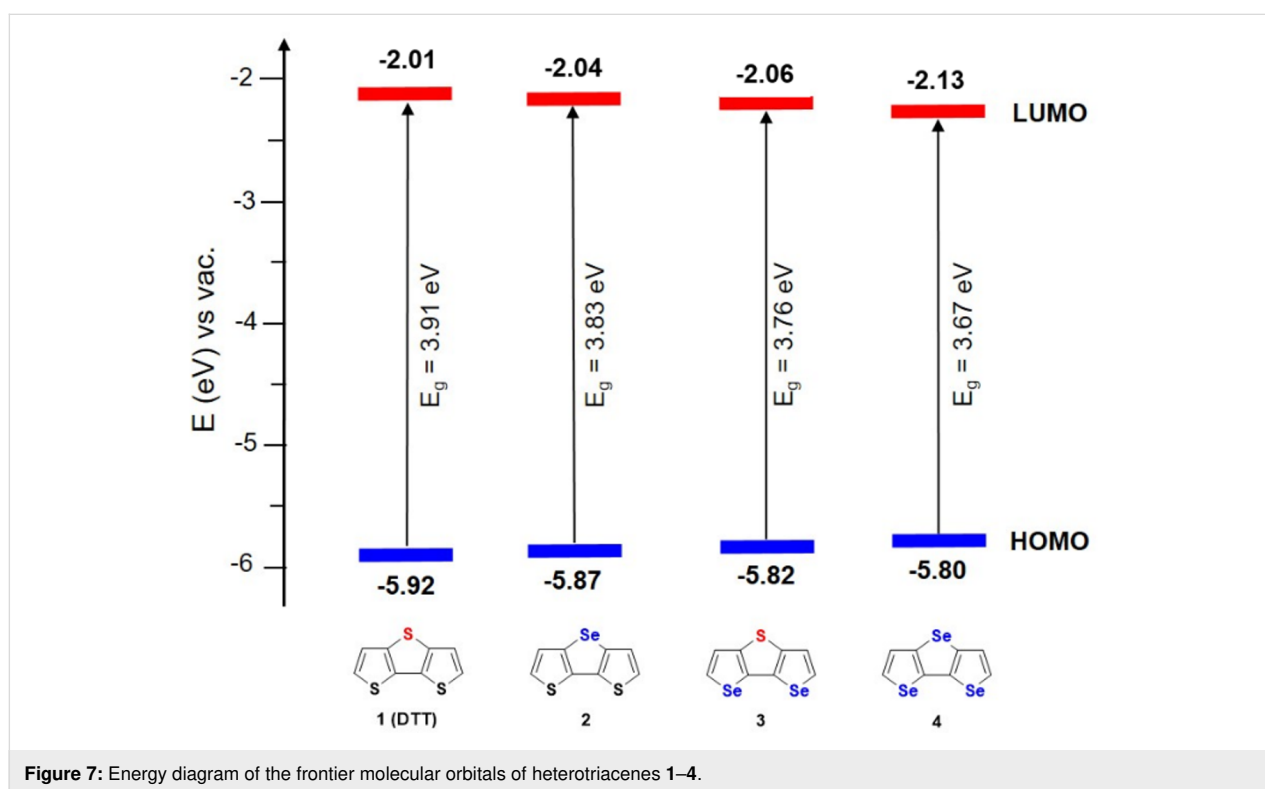 -2.01
-2.04
-2.06
-2.13
LUMO
-2
-3
-4
-5
-6
E (eV) vs vac.
Eg = 3.91 eV
Eg = 3.83 eV
Eg = 3.76 eV
Eg = 3.67 eV
HOMO
-5.92
-5.87
-5.82
-5.80
S
S S
1 (DTT)
Se
S S
2
S
Se Se
3
Se
Se Se
4
Figure 7: Energy diagram of the frontier molecular orbitals of heterotriacenes 1–4.